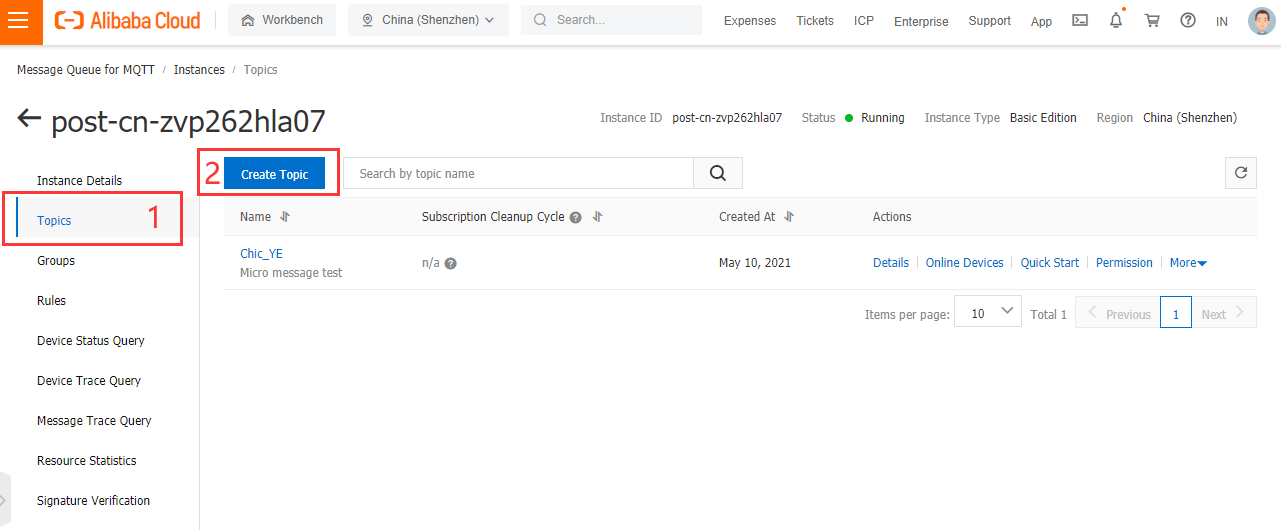 Alibaba Cloud Workbench China (Shenzhen) Search... Expenses Tickets ICP Enterprise Support App IN
Message Queue for MQTT / Instances / Topics
post-cn-zvp262hla07
Instance ID post-cn-zvp262hla07 Status Running Instance Type Basic Edition Region China (Shenzhen)
Instance Details
Topics 1
Groups
Rules
Device Status Query
Device Trace Query
Message Trace Query
Resource Statistics
Signature Verification
2 Create Topic Search by topic name
Name Subscription Cleanup Cycle ? Created At Actions
Chic_YE
Micro message test
n/a ? May 10, 2021 Details Online Devices Quick Start Permission More
Items per page: 10 Total 1 Previous 1 Next